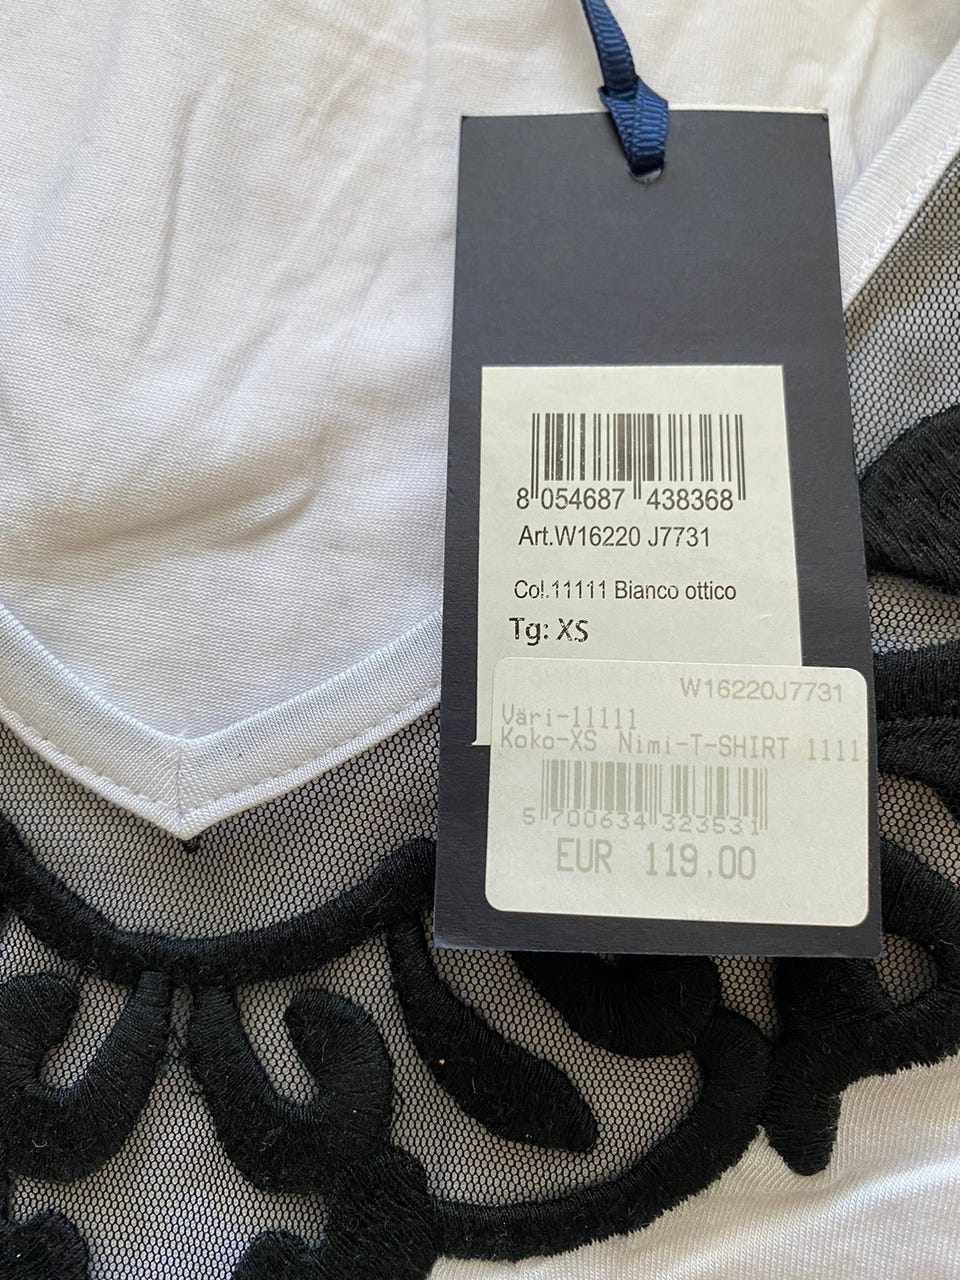 8 054687 438368
Art.W16220 J7731
Col.11111 Bianco ottico
Tg: XS
W16220J7731
Väri-11111
Koko-XS Nimi-T-SHIRT 1111
5 700634 323531
EUR 119.00